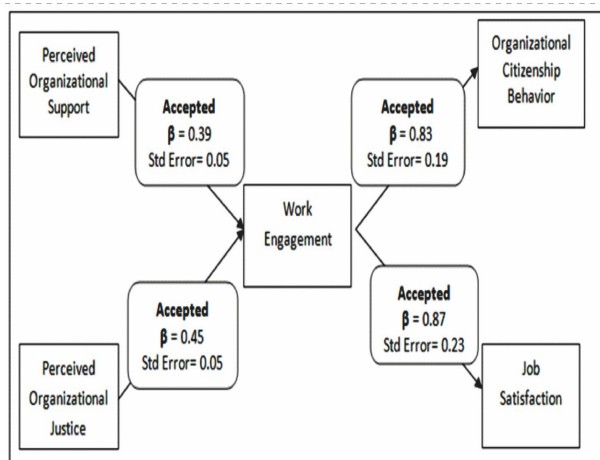 Perceived
Organizational
Support
Accepted
β = 0.39
Std Error= 0.05
Accepted
β = 0.83
Std Error= 0.19
Organizational
Citizenship
Behavior
Work
Engagement
Perceived
Organizational
Justice
Accepted
β = 0.45
Std Error= 0.05
Accepted
β = 0.87
Std Error= 0.23
Job
Satisfaction